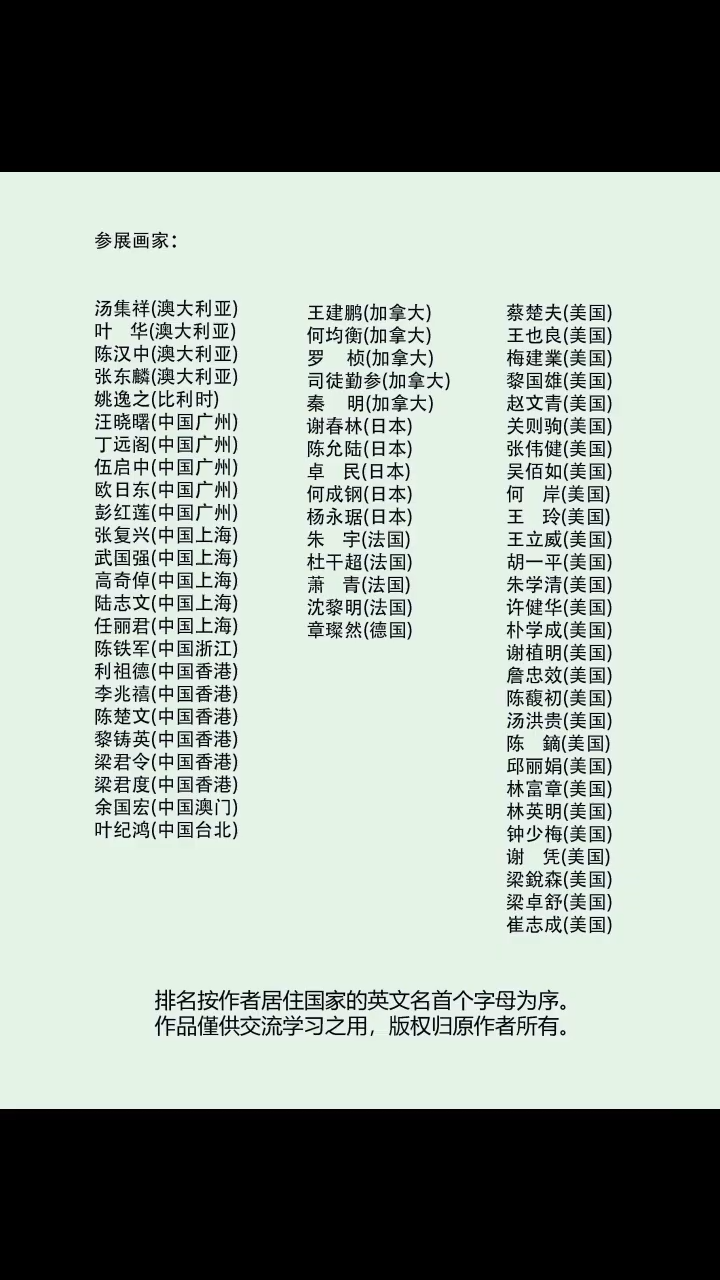 参展画家：
汤集祥(澳大利亚)
叶　华(澳大利亚)
陈汉中(澳大利亚)
张东麟(澳大利亚)
姚逸之(比利时)
汪晓曙(中国广州)
丁远阁(中国广州)
伍启中(中国广州)
欧日东(中国广州)
彭红莲(中国广州)
张复兴(中国上海)
武国强(中国上海)
高奇倬(中国上海)
陆志文(中国上海)
任丽君(中国上海)
陈铁军(中国浙江)
利祖德(中国香港)
李兆禧(中国香港)
陈楚文(中国香港)
黎铸英(中国香港)
梁君令(中国香港)
梁君度(中国香港)
余国宏(中国澳门)
叶纪鸿(中国台北)
王建鹏(加拿大)
何均衡(加拿大)
罗　桢(加拿大)
司徒勤参(加拿大)
秦　明(加拿大)
谢春林(日本)
陈允陆(日本)
卓　民(日本)
何成钢(日本)
杨永琚(日本)
朱　宇(法国)
杜干超(法国)
萧　青(法国)
沈黎明(法国)
章璨然(德国)
蔡楚夫(美国)
王也良(美国)
梅建業(美国)
黎国雄(美国)
赵文青(美国)
关则驹(美国)
张伟健(美国)
吴佰如(美国)
何　岸(美国)
王　玲(美国)
王立威(美国)
胡一平(美国)
朱学清(美国)
许健华(美国)
朴学成(美国)
谢植明(美国)
詹忠效(美国)
陈馥初(美国)
汤洪贵(美国)
陈　鏑(美国)
邱丽娟(美国)
林富章(美国)
林英明(美国)
钟少梅(美国)
谢　凭(美国)
梁銳森(美国)
梁卓舒(美国)
崔志成(美国)
排名按作者居住国家的英文名首个字母为序。
作品僅供交流学习之用，版权归原作者所有。